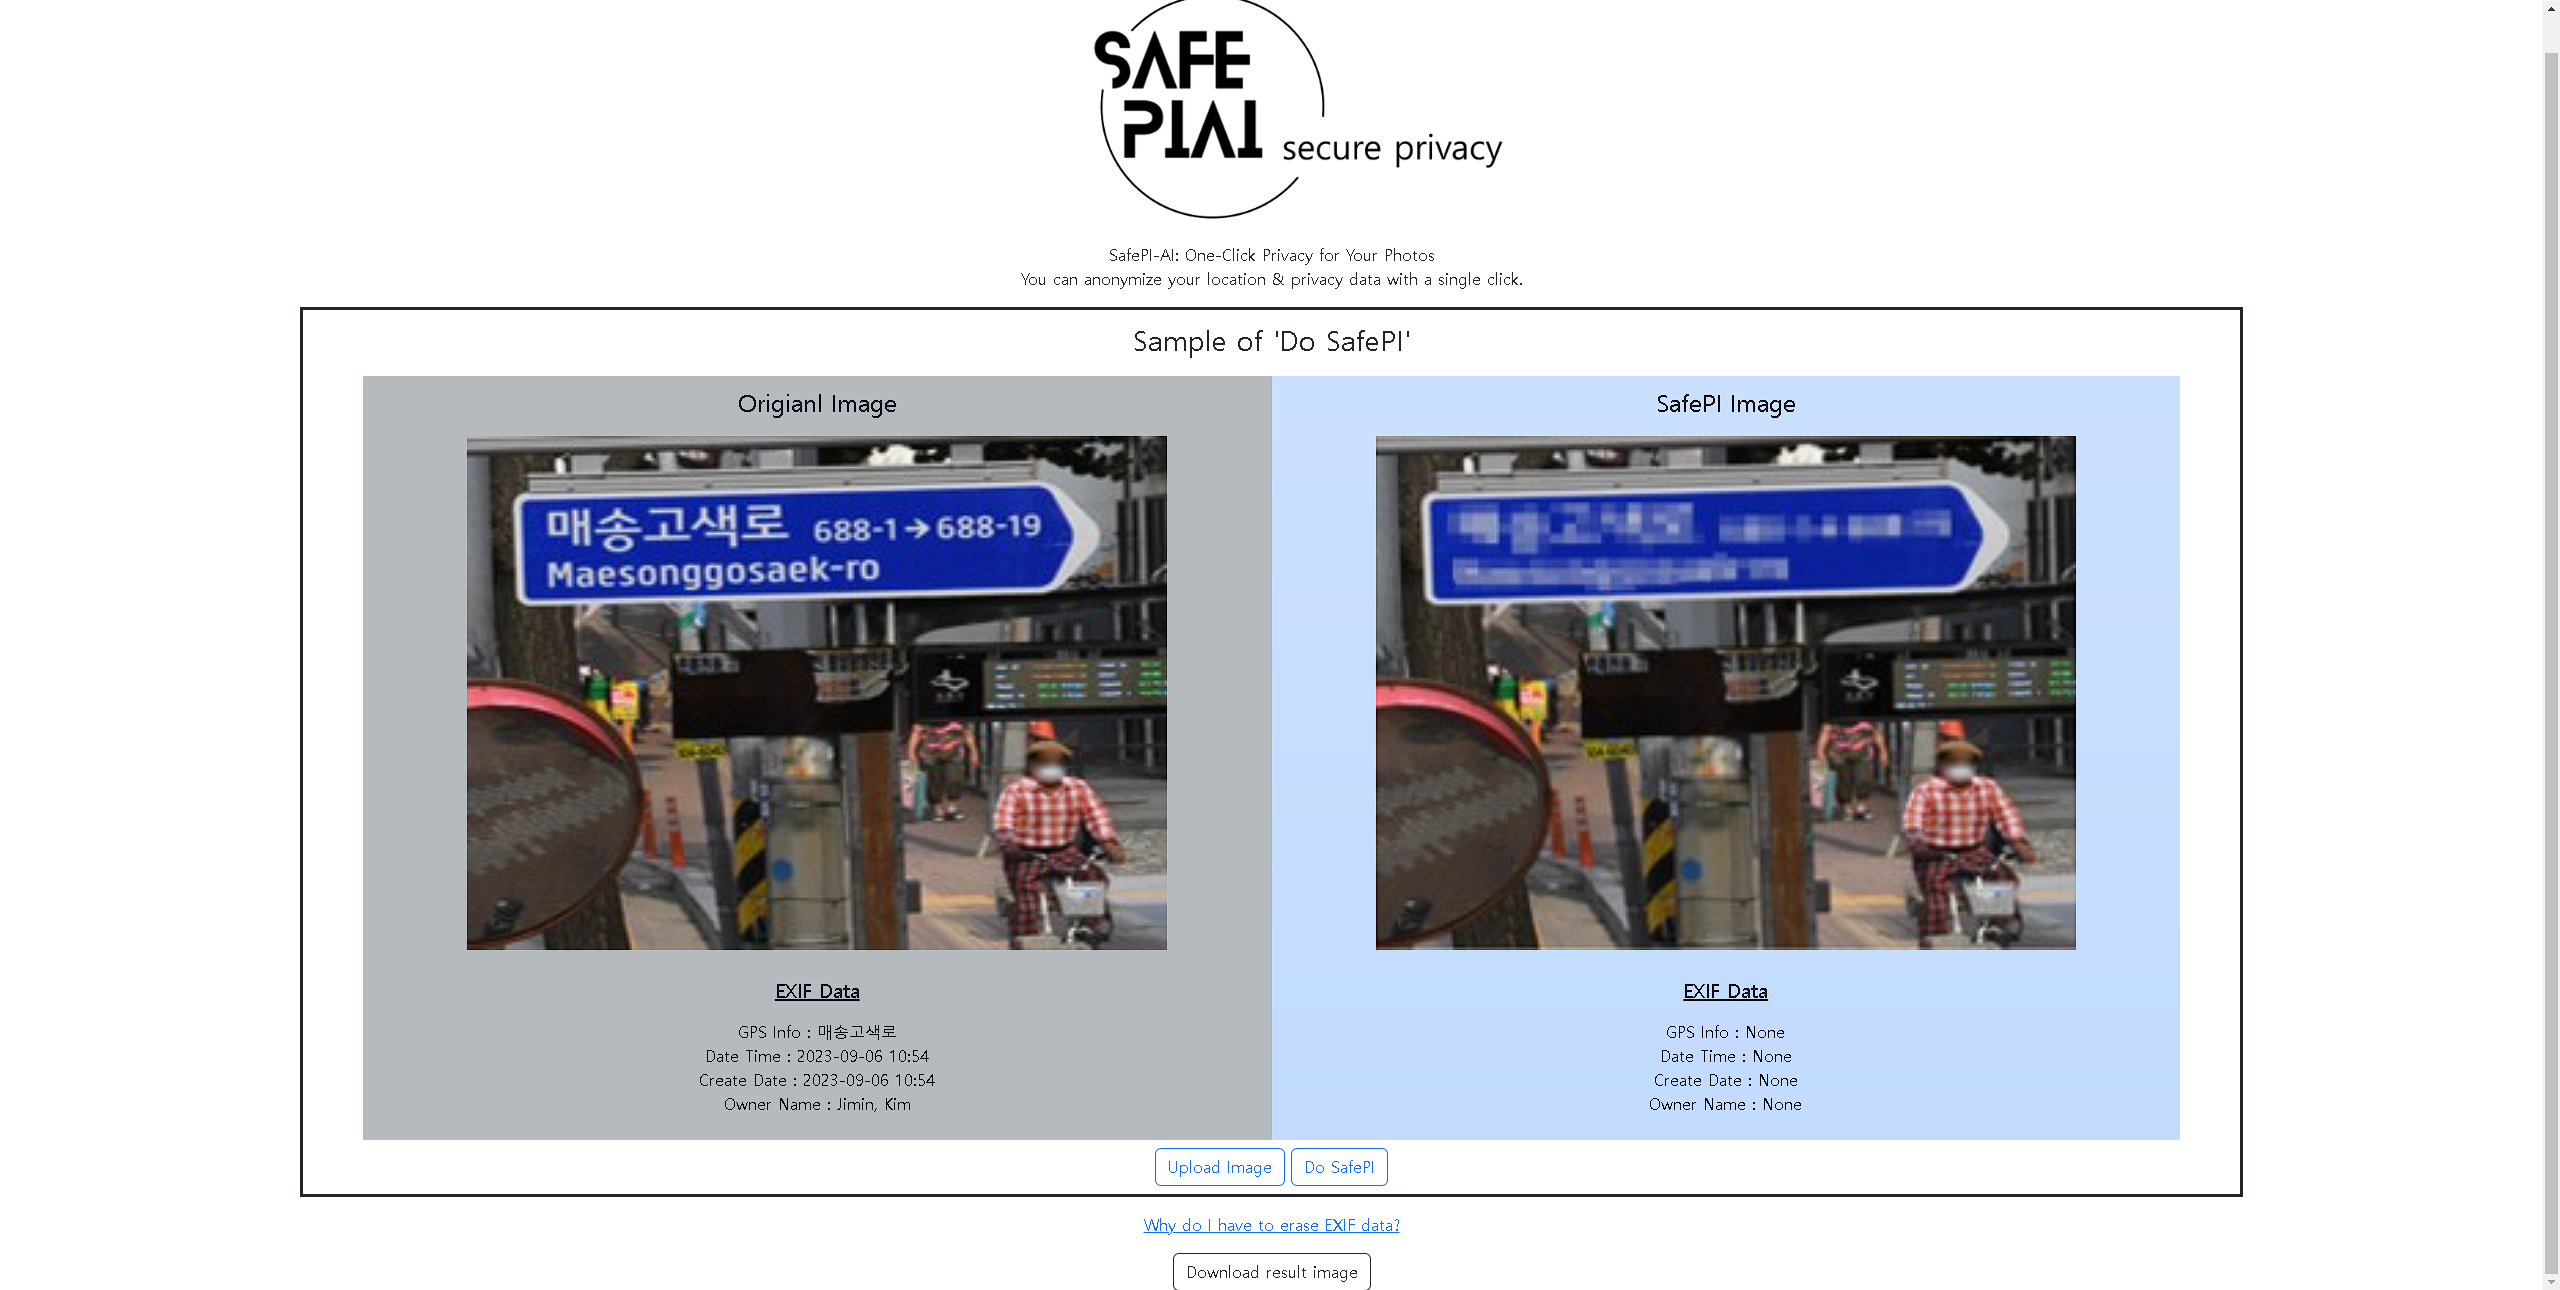 SAFE
PIAI secure privacy
SafePI-AI: One-Click Privacy for Your Photos
You can anonymize your location & privacy data with a single click.
Sample of 'Do SafePI'
Origianl Image
SafePI Image
매송고색로 688-1→688-19
Maesonggosaek-ro
EXIF Data
GPS Info : 매송고색로
Date Time : 2023-09-06 10:54
Create Date : 2023-09-06 10:54
Owner Name : Jimin, Kim
EXIF Data
GPS Info : None
Date Time : None
Create Date : None
Owner Name : None
Upload Image
Do SafePI
Why do I have to erase EXIF data?
Download result image